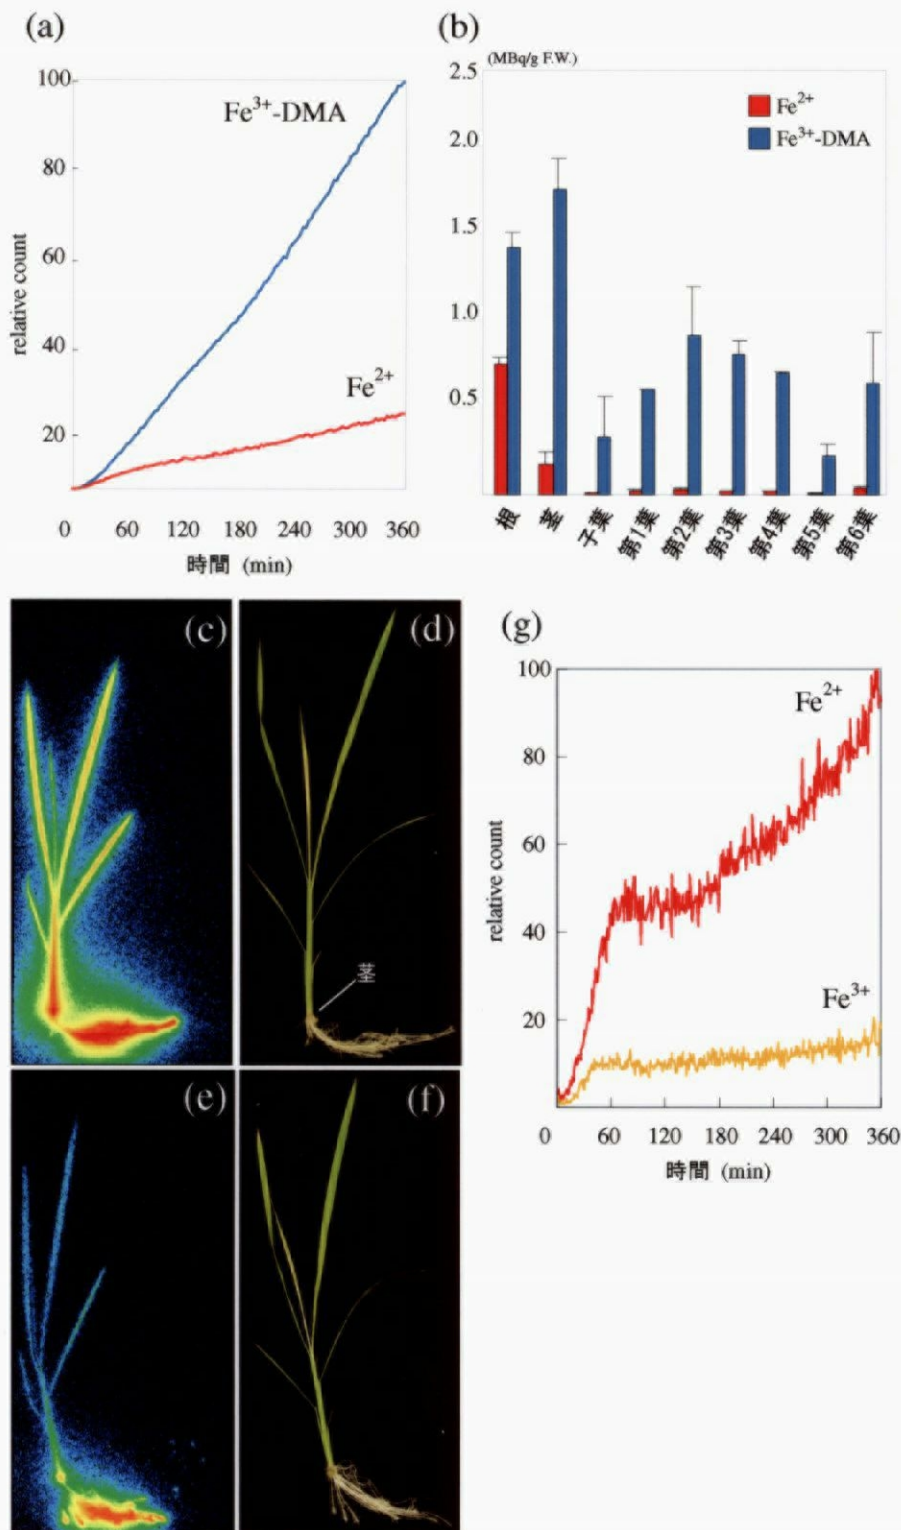 (a)
100
80
60
40
20
0 60 120 180 240 300 360
relative count
時間 (min)
Fe³⁺-DMA
Fe²⁺
(b)
(MBq/g F.W.)
2.5
2.0
1.5
1.0
0.5
Fe²⁺
Fe³⁺-DMA
根 茎 子葉 第1葉 第2葉 第3葉 第4葉 第5葉 第6葉
(c)
(d)
茎
(e)
(f)
(g)
100
80
60
40
20
0 60 120 180 240 300 360
relative count
時間 (min)
Fe²⁺
Fe³⁺